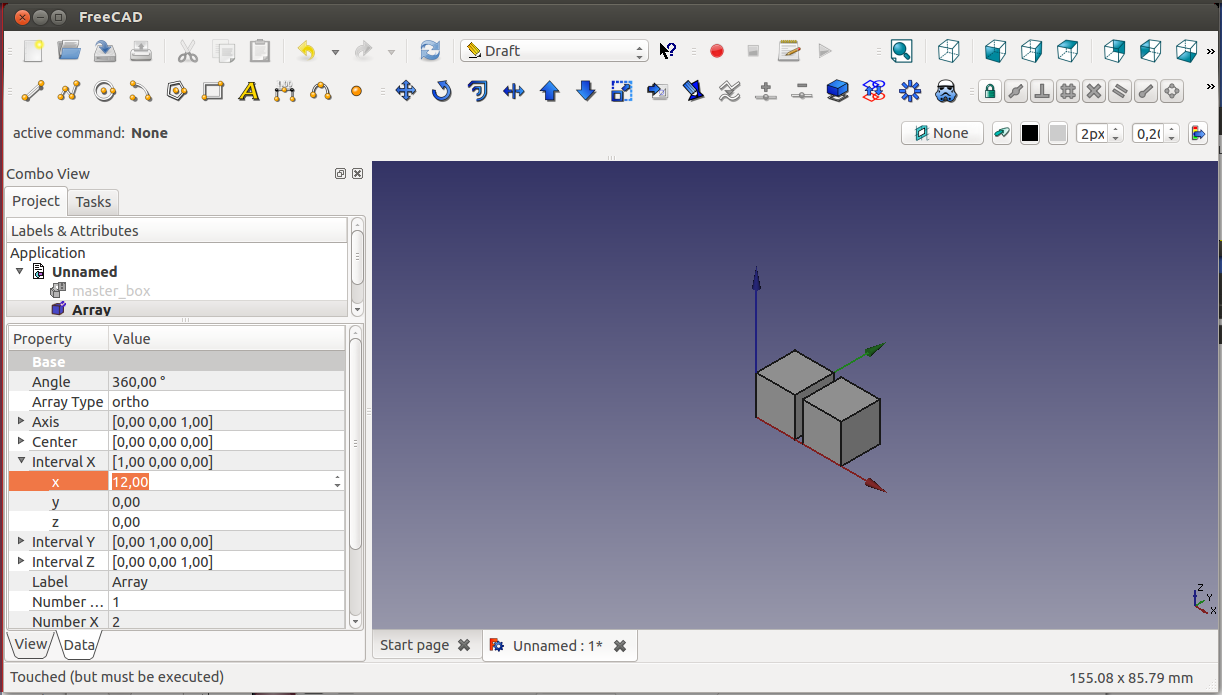 FreeCAD
Draft
active command: None
None
2px
0,20
Combo View
Project
Tasks
Labels & Attributes
Application
Unnamed
master_box
Array
Property Value
Base
Angle 360,00 °
Array Type ortho
Axis [0,00 0,00 1,00]
Center [0,00 0,00 0,00]
Interval X [1,00 0,00 0,00]
x 12,00
y 0,00
z 0,00
Interval Y [0,00 1,00 0,00]
Interval Z [0,00 0,00 1,00]
Label Array
Number ... 1
Number X 2
View Data
Z
Y
X
Start page
Unnamed : 1*
Touched (but must be executed)
155.08 x 85.79 mm